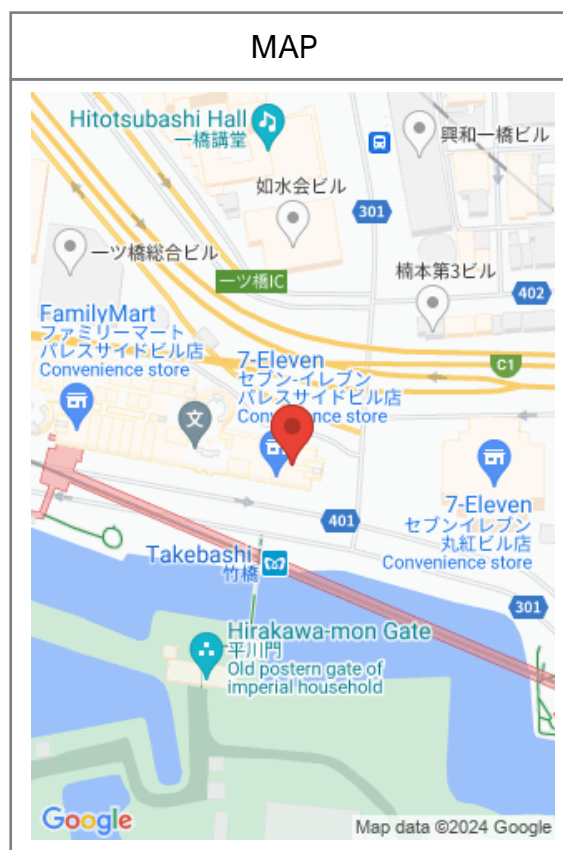 MAP
Hitotsubashi Hall
一橋講堂
興和一橋ビル
如水会ビル
301
一ツ橋総合ビル
一ツ橋IC
楠本第3ビル
402
FamilyMart
ファミリーマート
パレスサイドビル店
Convenience store
7-Eleven
セブン-イレブン
パレスサイドビル店
Convenience store
C1
文
401
7-Eleven
セブンイレブン
丸紅ビル店
Convenience store
Takebashi
竹橋
301
Hirakawa-mon Gate
平川門
Old postern gate of
imperial household
Google
Map data ©2024 Google